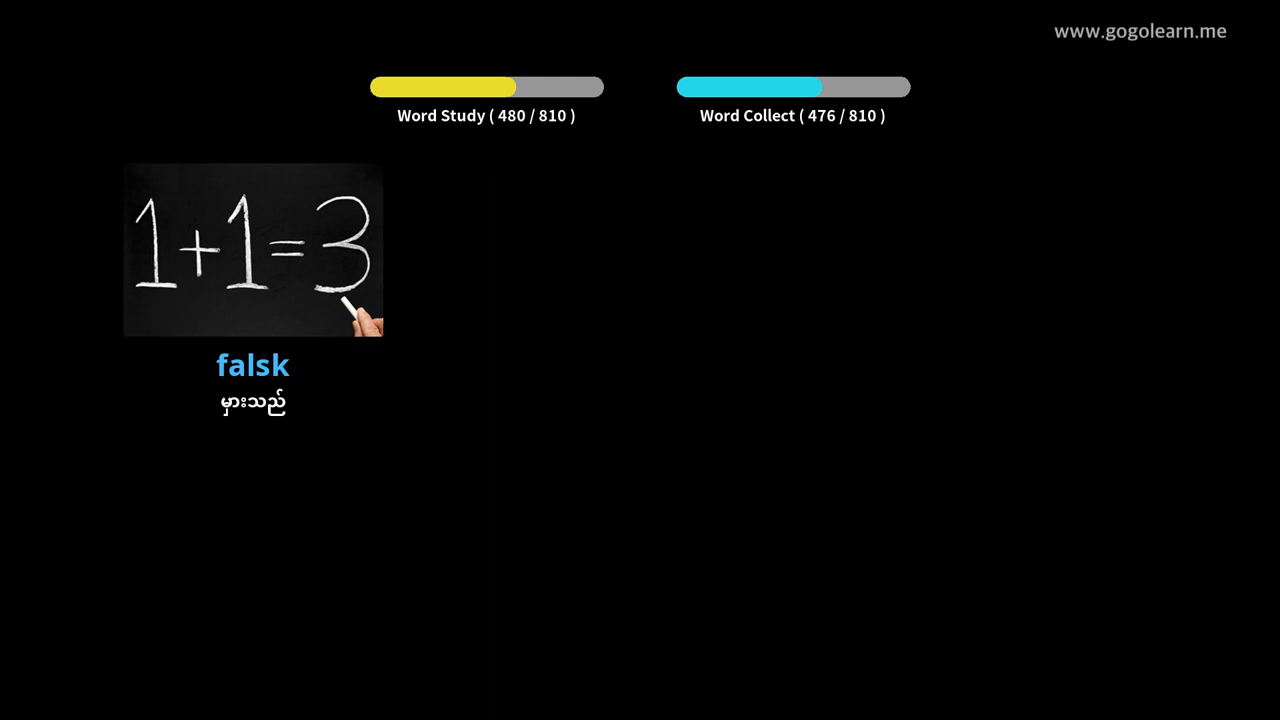 www.gogolearn.me
Word Study ( 480 / 810 )
Word Collect ( 476 / 810 )
1+1=3
falsk
မှားသည်